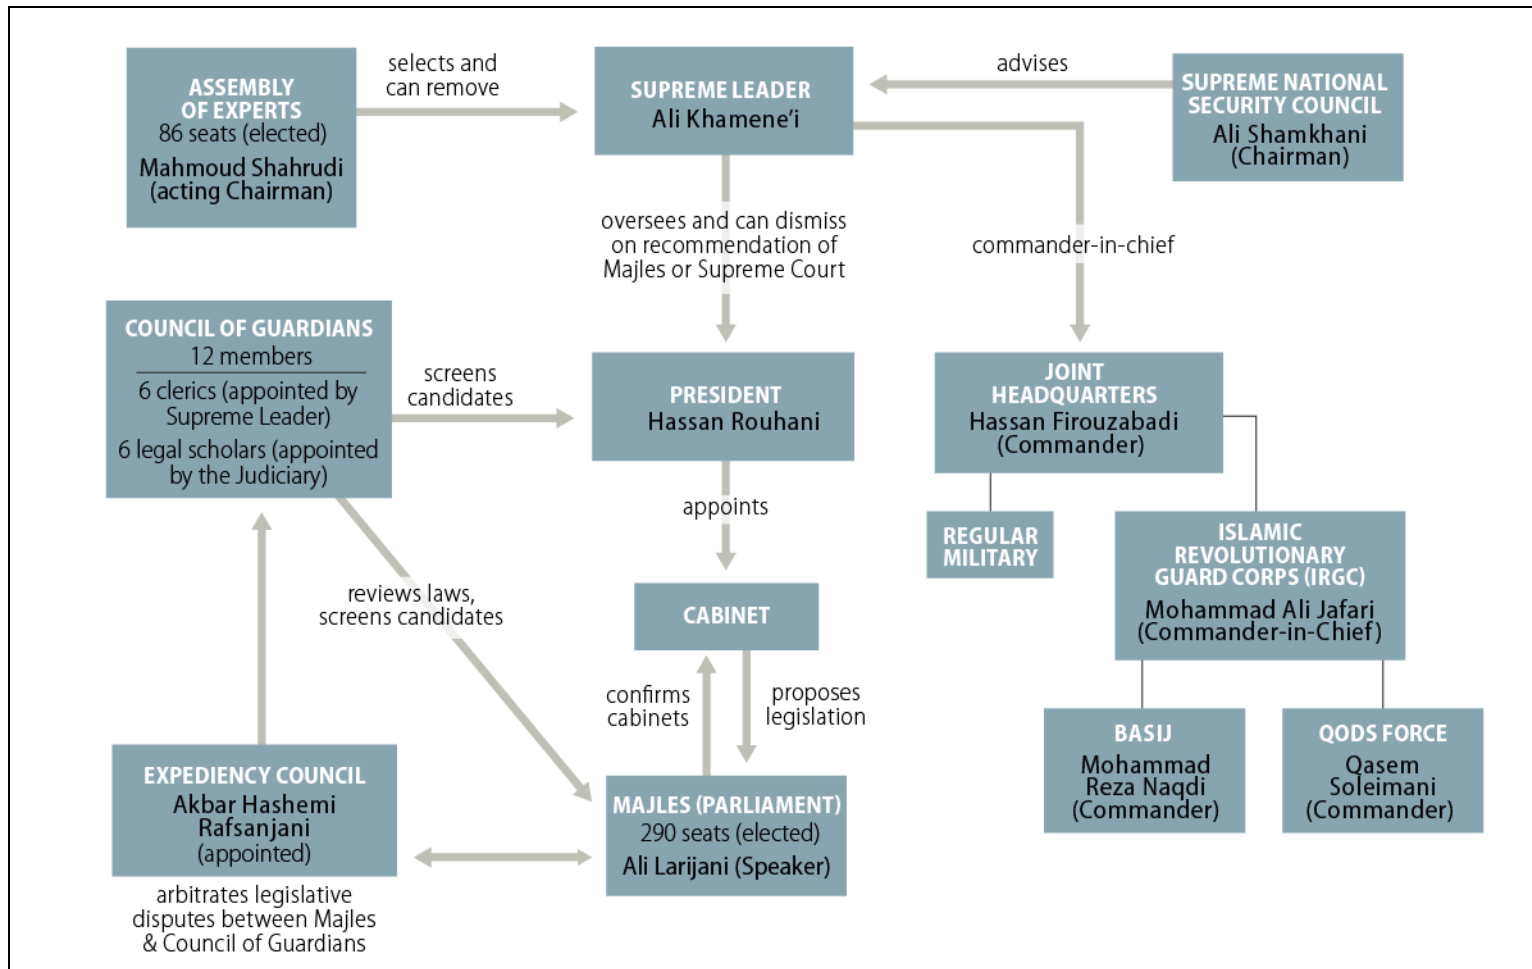 ASSEMBLY
OF EXPERTS
86 seats (elected)
Mahmoud Shahrudi
(acting Chairman)
selects and
can remove
SUPREME LEADER
Ali Khamene’i
advises
SUPREME NATIONAL
SECURITY COUNCIL
Ali Shamkhani
(Chairman)
oversees and can dismiss
on recommendation of
Majles or Supreme Court
commander-in-chief
COUNCIL OF GUARDIANS
12 members
6 clerics (appointed by
Supreme Leader)
6 legal scholars (appointed
by the Judiciary)
screens
candidates
PRESIDENT
Hassan Rouhani
JOINT
HEADQUARTERS
Hassan Firouzabadi
(Commander)
appoints
REGULAR
MILITARY
ISLAMIC
REVOLUTIONARY
GUARD CORPS (IRGC)
Mohammad Ali Jafari
(Commander-in-Chief)
reviews laws,
screens candidates
CABINET
confirms
cabinets
proposes
legislation
BASIJ
Mohammad
Reza Naqdi
(Commander)
QODS FORCE
Qasem
Soleimani
(Commander)
EXPEDIENCY COUNCIL
Akbar Hashemi
Rafsanjani
(appointed)
MAJLES (PARLIAMENT)
290 seats (elected)
Ali Larijani (Speaker)
arbitrates legislative
disputes between Majles
& Council of Guardians